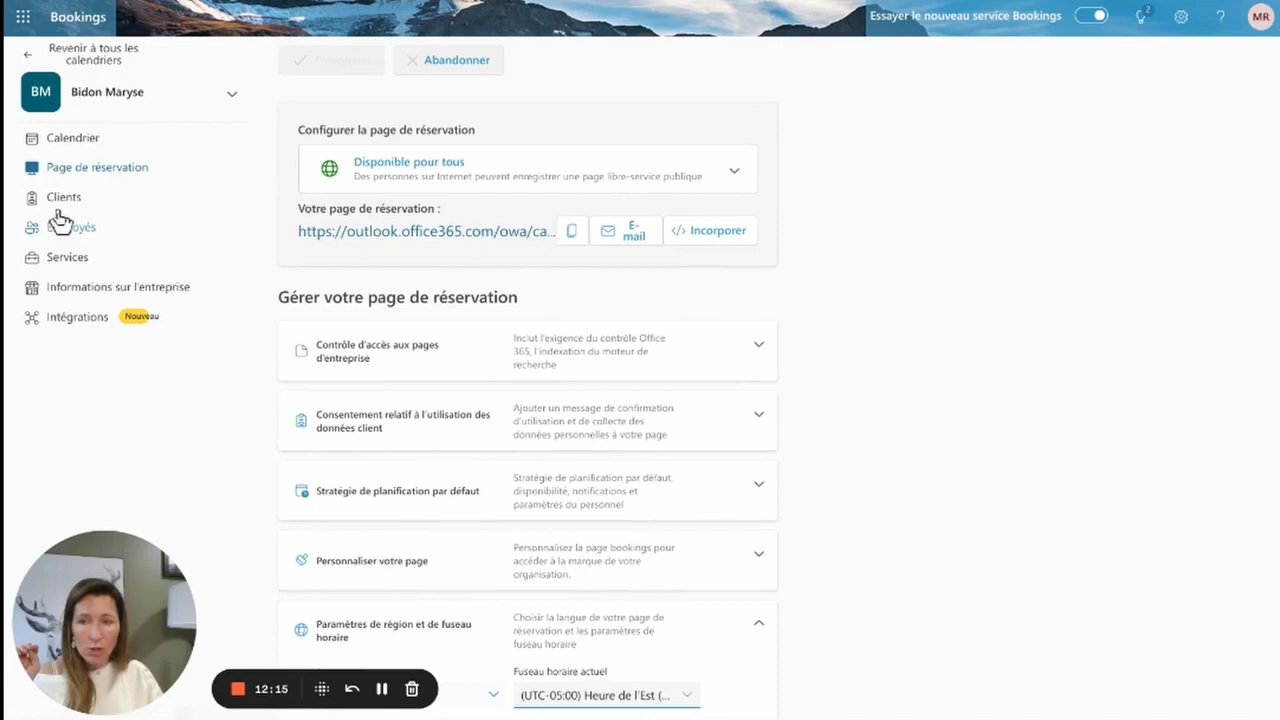 Bookings
Essayer le nouveau service Bookings
2
MR
Revenir à tous les
calendriers
Abandonner
BM
Bidon Maryse
Calendrier
Page de réservation
Clients
Services
Informations sur l'entreprise
Intégrations
Nouveau
Configurer la page de réservation
Disponible pour tous
Des personnes sur Internet peuvent enregistrer une page libre-service publique
Votre page de réservation :
https://outlook.office365.com/owa/ca...
E-
mail
</> Incorporer
Gérer votre page de réservation
Contrôle d'accès aux pages
d'entreprise
Inclut l'exigence du contrôle Office
365, l'indexation du moteur de
recherche
Consentement relatif à l'utilisation des
données client
Ajouter un message de confirmation
d'utilisation et de collecte des
données personnelles à votre page
Stratégie de planification par défaut
Stratégie de planification par défaut,
disponibilité, notifications et
paramètres du personnel
Personnaliser votre page
Personnalisez la page bookings pour
accéder à la marque de votre
organisation.
Paramètres de région et de fuseau
horaire
Choisir la langue de votre page de
réservation et les paramètres de
fuseau horaire
Fuseau horaire actuel
(UTC-05:00) Heure de l'Est (...
12:15